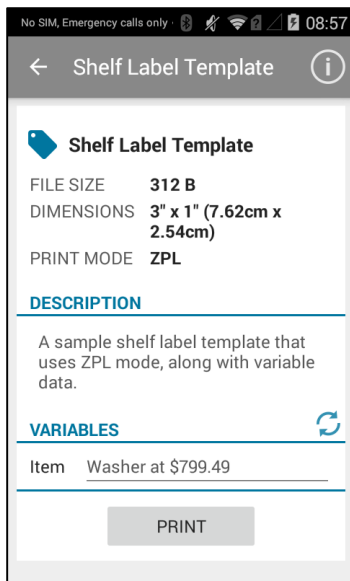 No SIM, Emergency calls only · 08:57
Shelf Label Template
Shelf Label Template
FILE SIZE 312 B
DIMENSIONS 3" x 1" (7.62cm x
2.54cm)
PRINT MODE ZPL
DESCRIPTION
A sample shelf label template that
uses ZPL mode, along with variable
data.
VARIABLES
Item Washer at $799.49
PRINT